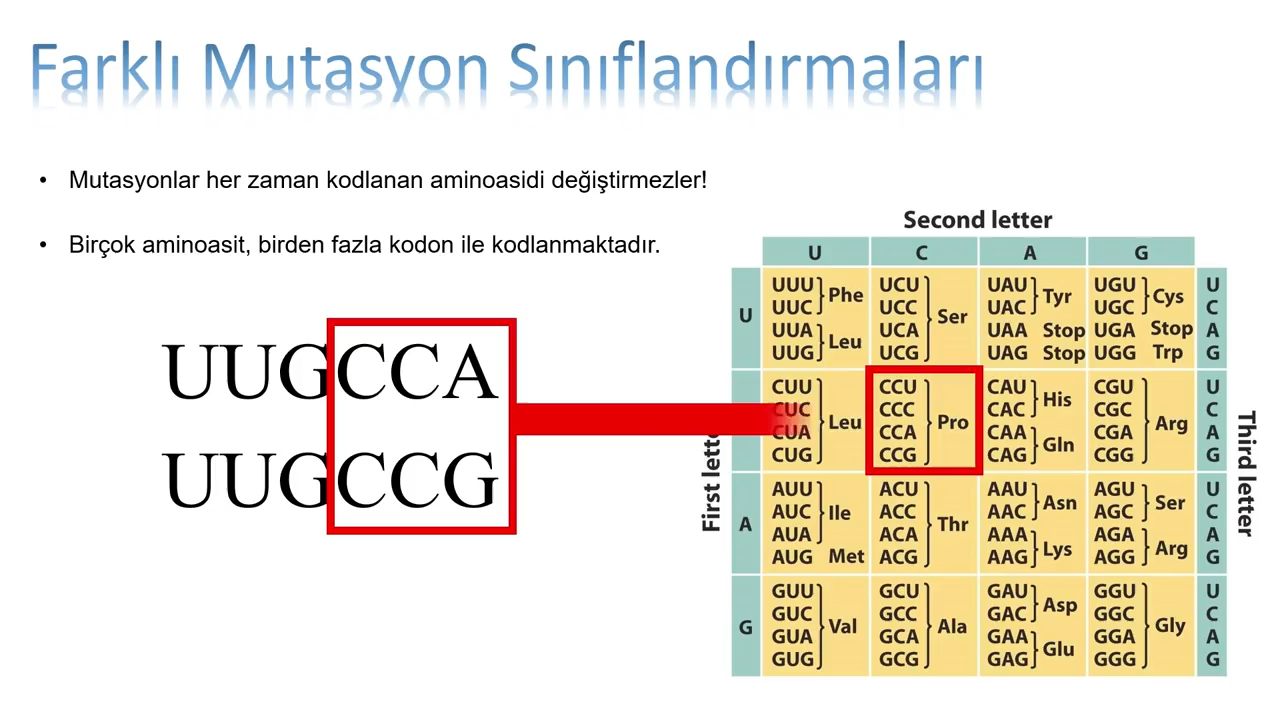 Farklı Mutasyon Sınıflandırmaları
• Mutasyonlar her zaman kodlanan aminoasidi değiştirmezler!
• Birçok aminoasit, birden fazla kodon ile kodlanmaktadır.
UUGCCA
UUGCCG
Second letter
U C A G
First lette
Third letter
U
UUU UCU UAU UGU U
UUC Phe UCC UAC Tyr UGC Cys C
UUA UCA Ser UAA Stop UGA Stop A
UUG Leu UCG UAG Stop UGG Trp G
CUU CCU CAU CGU U
CUC CCC CAC His CGC C
CUA Leu CCA Pro CAA CGA Arg A
CUG CCG CAG Gln CGG G
A
AUU ACU AAU AGU U
AUC Ile ACC AAC Asn AGC Ser C
AUA ACA Thr AAA AGA A
AUG Met ACG AAG Lys AGG Arg G
G
GUU GCU GAU GGU U
GUC GCC GAC Asp GGC C
GUA Val GCA Ala GAA GGA Gly A
GUG GCG GAG Glu GGG G